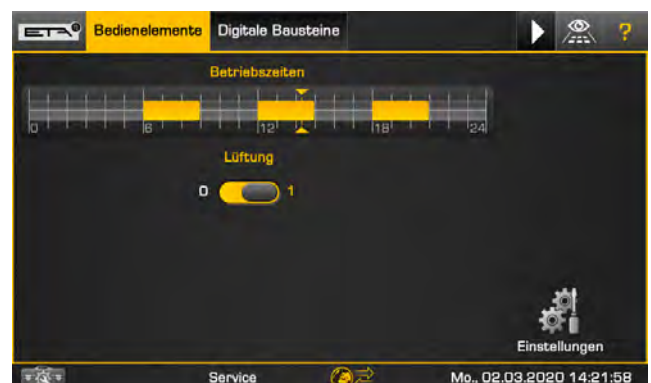 ETA Bedienelemente Digitale Bausteine ?
Betriebszeiten
0 6 12 18 24
Lüftung
0 1
Einstellungen
Service Mo., 02.03.2020 14:21:58